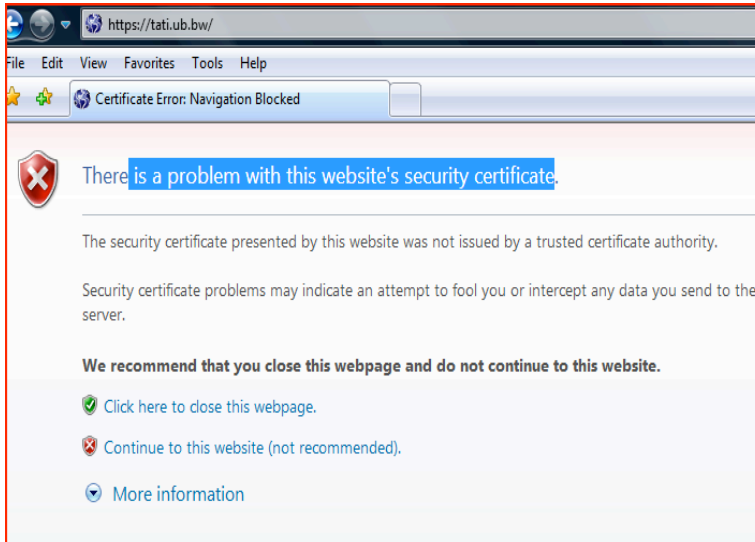 https://tati.ub.bw/
File Edit View Favorites Tools Help
Certificate Error: Navigation Blocked
There is a problem with this website's security certificate.
The security certificate presented by this website was not issued by a trusted certificate authority.
Security certificate problems may indicate an attempt to fool you or intercept any data you send to the
server.
We recommend that you close this webpage and do not continue to this website.
Click here to close this webpage.
Continue to this website (not recommended).
More information